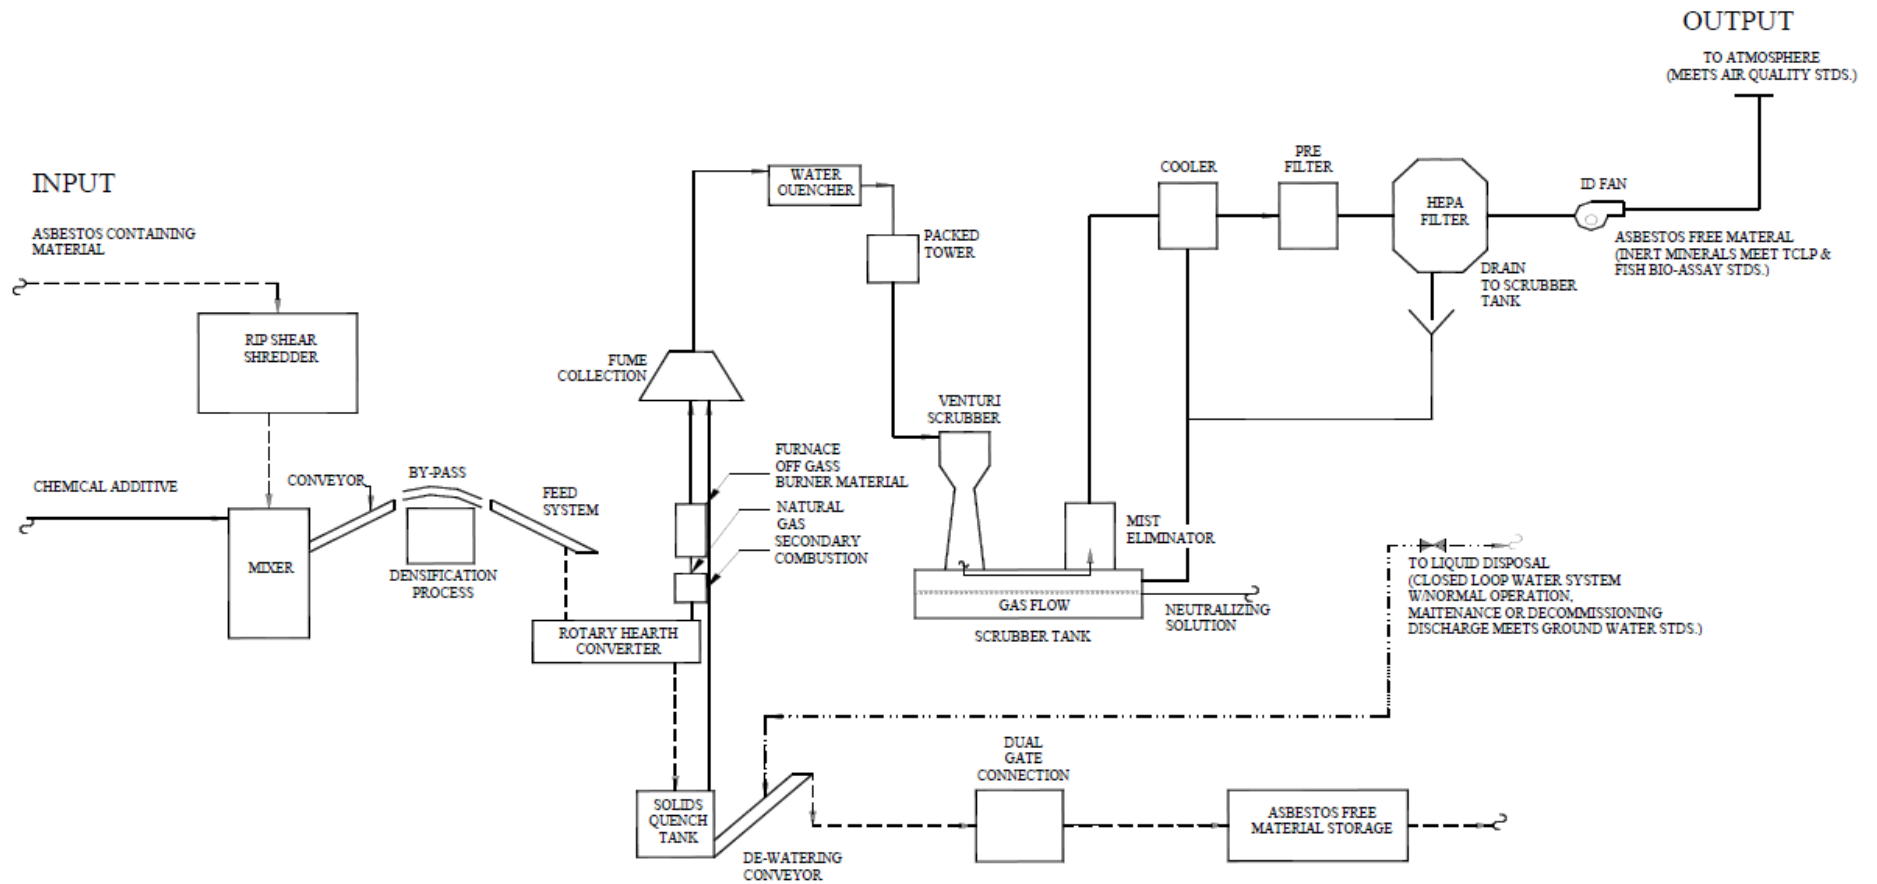 OUTPUT
TO ATMOSPHERE
(MEETS AIR QUALITY STDS.)
INPUT
ASBESTOS CONTAINING
MATERIAL
RIP SHEAR
SHREDDER
CHEMICAL ADDITIVE
MIXER
CONVEYOR
BY-PASS
DENSIFICATION
PROCESS
FEED
SYSTEM
ROTARY HEARTH
CONVERTER
FUME
COLLECTION
FURNACE
OFF GASS
BURNER MATERIAL
NATURAL
GAS
SECONDARY
COMBUSTION
WATER
QUENCHER
PACKED
TOWER
VENTURI
SCRUBBER
MIST
ELIMINATOR
GAS FLOW
SCRUBBER TANK
NEUTRALIZING
SOLUTION
COOLER
PRE
FILTER
HEPA
FILTER
ID FAN
ASBESTOS FREE MATERAL
(INERT MINERALS MEET TCLP &
FISH BIO-ASSAY STDS.)
DRAIN
TO SCRUBBER
TANK
TO LIQUID DISPOSAL
(CLOSED LOOP WATER SYSTEM
W/NORMAL OPERATION,
MAITENANCE OR DECOMMISSIONING
DISCHARGE MEETS GROUND WATER STDS.)
SOLIDS
QUENCH
TANK
DE-WATERING
CONVEYOR
DUAL
GATE
CONNECTION
ASBESTOS FREE
MATERIAL STORAGE